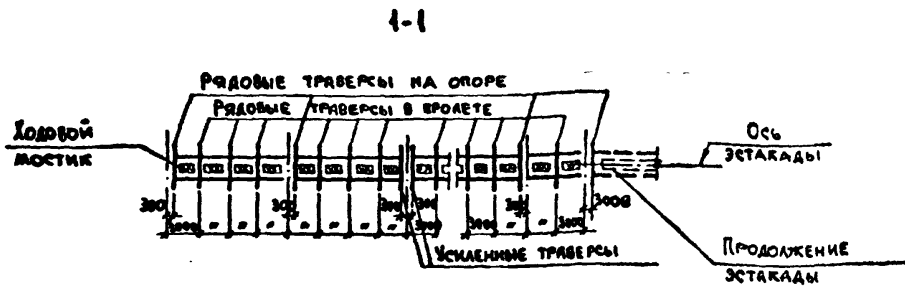 1-1
Рядовые траверсы на опоре
Рядовые траверсы в пролете
Ходовой
мостик
Ось
эстакады
300 300 300 300 300 3000
3000 " " " " " " " 3000 3000 " " 3000
Усиленные траверсы
Продолжение
эстакады